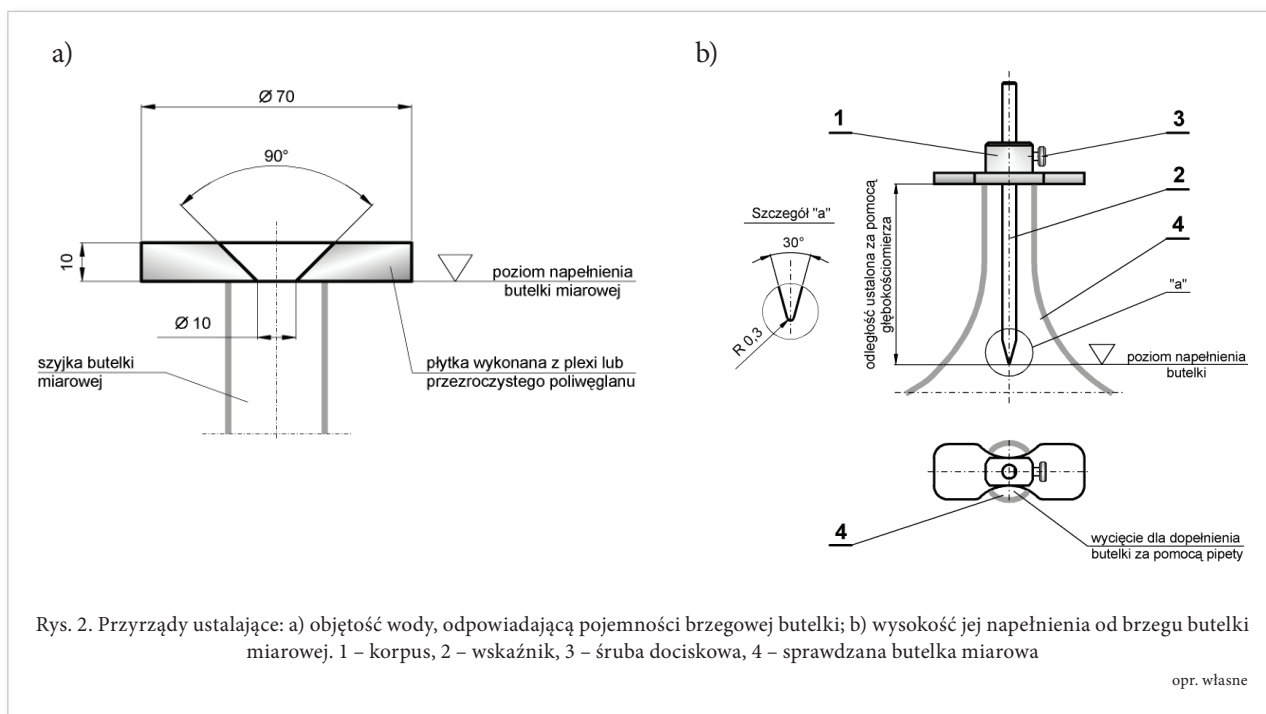 a)
Ø 70
90°
10
poziom napełnienia
butelki miarowej
Ø 10
szyjka butelki
miarowej
płytka wykonana z plexi lub
przezroczystego poliwęglanu
b)
1
3
2
4
Szczegół "a"
30°
R 0,3
odległość ustalona za pomocą
głębokościomierza
"a"
poziom napełnienia
butelki
4
wycięcie dla dopełnienia
butelki za pomocą pipety
Rys. 2. Przyrządy ustalające: a) objętość wody, odpowiadającą pojemności brzegowej butelki; b) wysokość jej napełnienia od brzegu butelki
miarowej. 1 – korpus, 2 – wskaźnik, 3 – śruba dociskowa, 4 – sprawdzana butelka miarowa
opr. własne